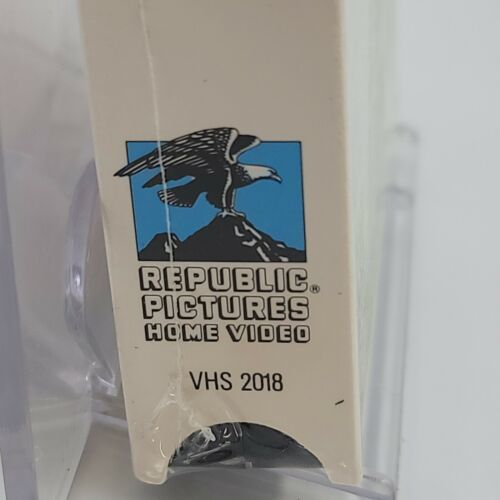 REPUBLIC®
PICTURES
HOME VIDEO
VHS 2018